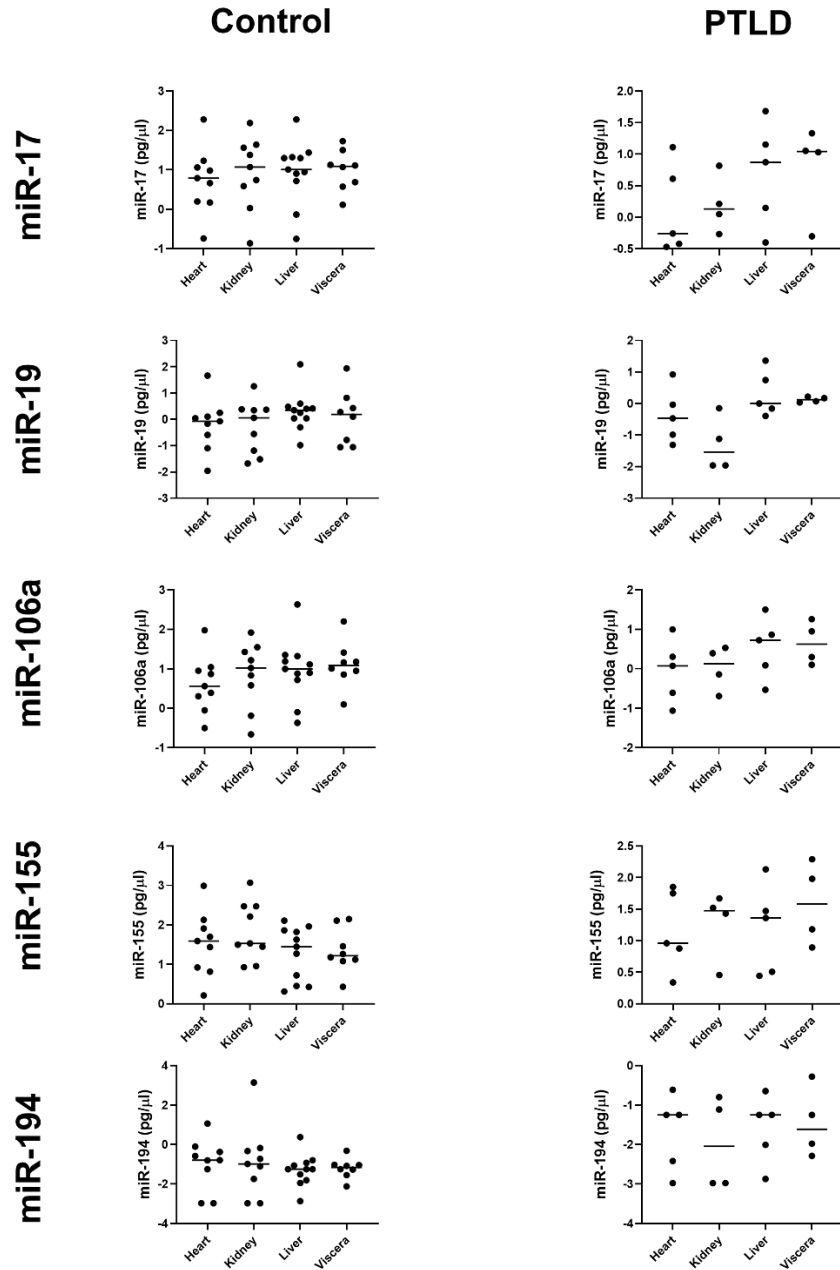 Control PTLD
miR-17
miR-17 (pg/µl)
3
2
1
0
-1
Heart Kidney Liver Viscera
miR-17 (pg/µl)
2.0
1.5
1.0
0.5
0.0
-0.5
Heart Kidney Liver Viscera
miR-19
miR-19 (pg/µl)
3
2
1
0
-1
-2
-3
Heart Kidney Liver Viscera
miR-19 (pg/µl)
2
1
0
-1
-2
-3
Heart Kidney Liver Viscera
miR-106a
miR-106a (pg/µl)
3
2
1
0
-1
Heart Kidney Liver Viscera
miR-106a (pg/µl)
2
1
0
-1
-2
Heart Kidney Liver Viscera
miR-155
miR-155 (pg/µl)
4
3
2
1
0
Heart Kidney Liver Viscera
miR-155 (pg/µl)
2.5
2.0
1.5
1.0
0.5
0.0
Heart Kidney Liver Viscera
miR-194
miR-194 (pg/µl)
4
2
0
-2
-4
Heart Kidney Liver Viscera
miR-194 (pg/µl)
0
-1
-2
-3
-4
Heart Kidney Liver Viscera